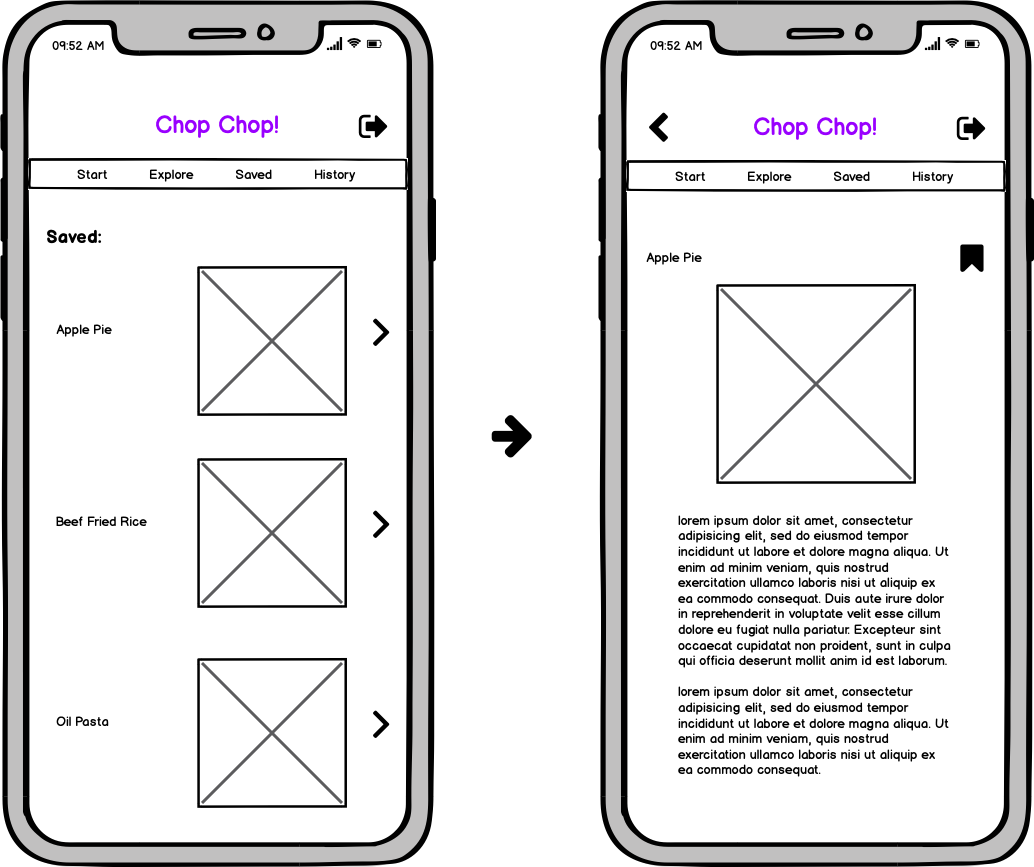 09:52 AM
Chop Chop!
Start Explore Saved History
Saved:
Apple Pie
Beef Fried Rice
Oil Pasta
09:52 AM
Chop Chop!
Start Explore Saved History
Apple Pie
lorem ipsum dolor sit amet, consectetur
adipisicing elit, sed do eiusmod tempor
incididunt ut labore et dolore magna aliqua. Ut
enim ad minim veniam, quis nostrud
exercitation ullamco laboris nisi ut aliquip ex
ea commodo consequat. Duis aute irure dolor
in reprehenderit in voluptate velit esse cillum
dolore eu fugiat nulla pariatur. Excepteur sint
occaecat cupidatat non proident, sunt in culpa
qui officia deserunt mollit anim id est laborum.
lorem ipsum dolor sit amet, consectetur
adipisicing elit, sed do eiusmod tempor
incididunt ut labore et dolore magna aliqua. Ut
enim ad minim veniam, quis nostrud
exercitation ullamco laboris nisi ut aliquip ex
ea commodo consequat.